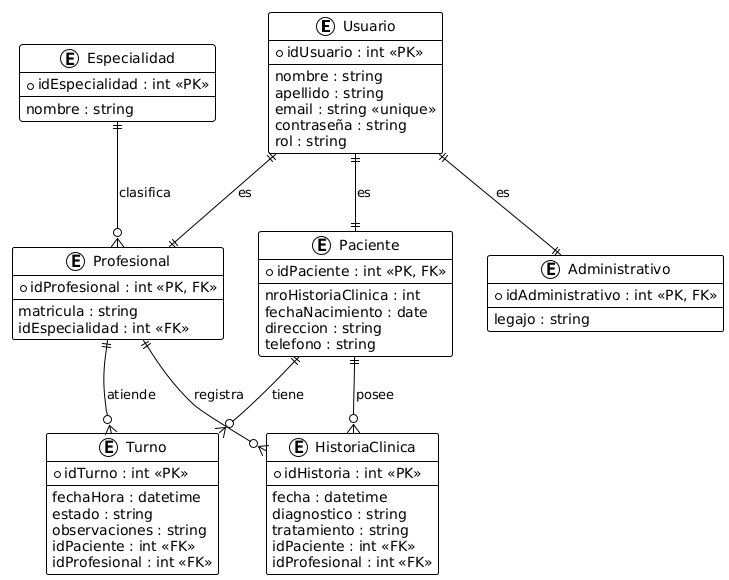 E Usuario
idUsuario : int «PK»
nombre : string
apellido : string
email : string «unique»
contraseña : string
rol : string
E Especialidad
idEspecialidad : int «PK»
nombre : string
clasifica
es
es
es
E Profesional
idProfesional : int «PK, FK»
matricula : string
idEspecialidad : int «FK»
E Paciente
idPaciente : int «PK, FK»
nroHistoriaClinica : int
fechaNacimiento : date
direccion : string
telefono : string
E Administrativo
idAdministrativo : int «PK, FK»
legajo : string
atiende
registra
tiene
posee
E Turno
idTurno : int «PK»
fechaHora : datetime
estado : string
observaciones : string
idPaciente : int «FK»
idProfesional : int «FK»
E HistoriaClinica
idHistoria : int «PK»
fecha : datetime
diagnostico : string
tratamiento : string
idPaciente : int «FK»
idProfesional : int «FK»